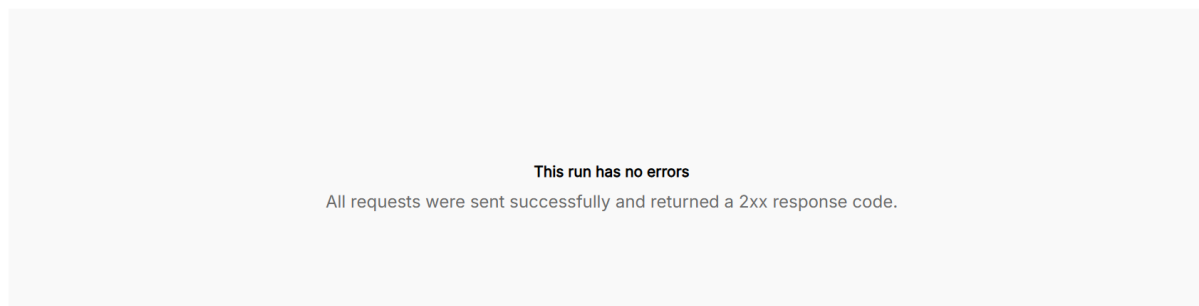 This run has no errors
All requests were sent successfully and returned a 2xx response code.